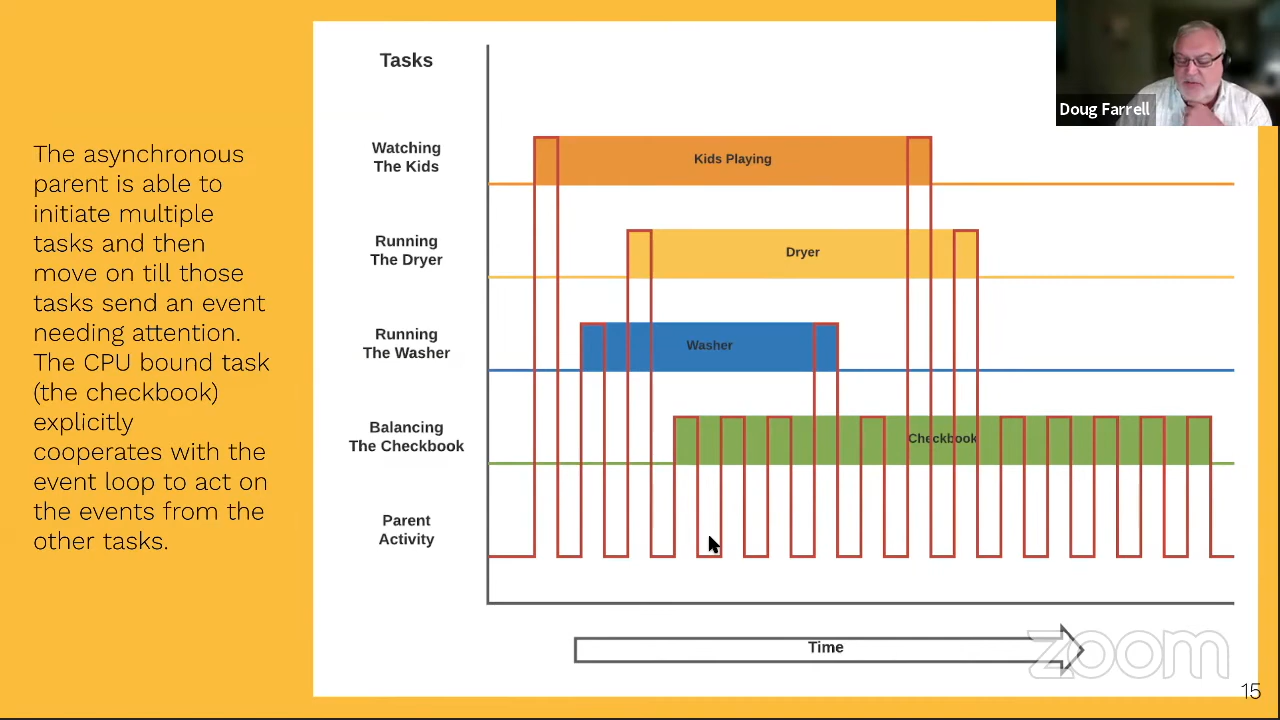 The asynchronous
parent is able to
initiate multiple
tasks and then
move on till those
tasks send an event
needing attention.
The CPU bound task
(the checkbook)
explicitly
cooperates with the
event loop to act on
the events from the
other tasks.
Tasks
Watching
The Kids
Kids Playing
Running
The Dryer
Dryer
Running
The Washer
Washer
Balancing
The Checkbook
Checkbook
Parent
Activity
Time
Doug Farrell
zoom
15